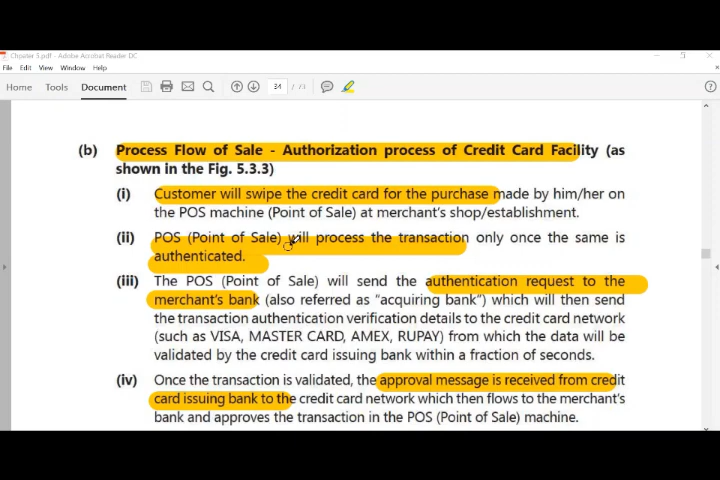 Chpater 5.pdf - Adobe Acrobat Reader DC
File Edit View Window Help
Home Tools Document 34 / 73
(b) Process Flow of Sale - Authorization process of Credit Card Facility (as
shown in the Fig. 5.3.3)
(i) Customer will swipe the credit card for the purchase made by him/her on
the POS machine (Point of Sale) at merchant's shop/establishment.
(ii) POS (Point of Sale) will process the transaction only once the same is
authenticated.
(iii) The POS (Point of Sale) will send the authentication request to the
merchant's bank (also referred as "acquiring bank") which will then send
the transaction authentication verification details to the credit card network
(such as VISA, MASTER CARD, AMEX, RUPAY) from which the data will be
validated by the credit card issuing bank within a fraction of seconds.
(iv) Once the transaction is validated, the approval message is received from credit
card issuing bank to the credit card network which then flows to the merchant's
bank and approves the transaction in the POS (Point of Sale) machine.